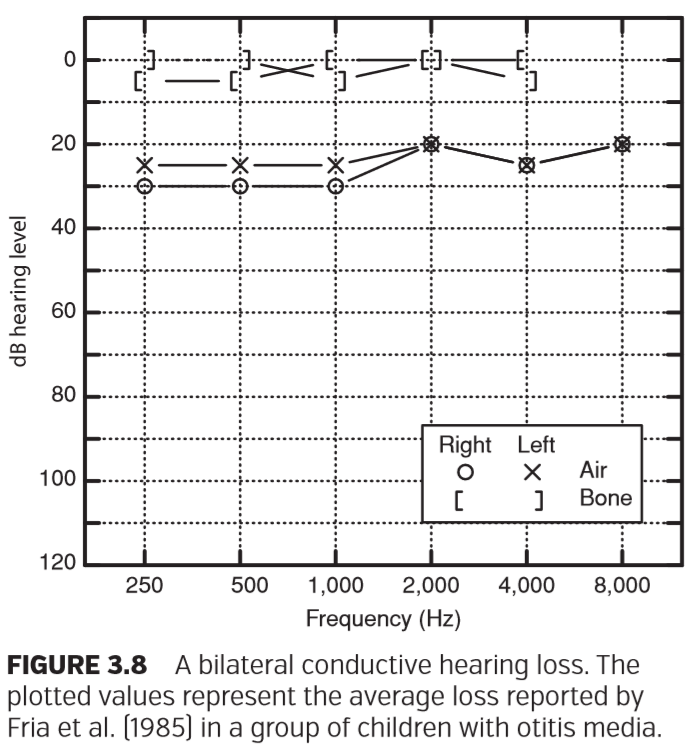 0
20
40
60
80
100
120
dB hearing level
Right Left
Air
Bone
250 500 1,000 2,000 4,000 8,000
Frequency (Hz)
FIGURE 3.8 A bilateral conductive hearing loss. The
plotted values represent the average loss reported by
Fria et al. (1985) in a group of children with otitis media.